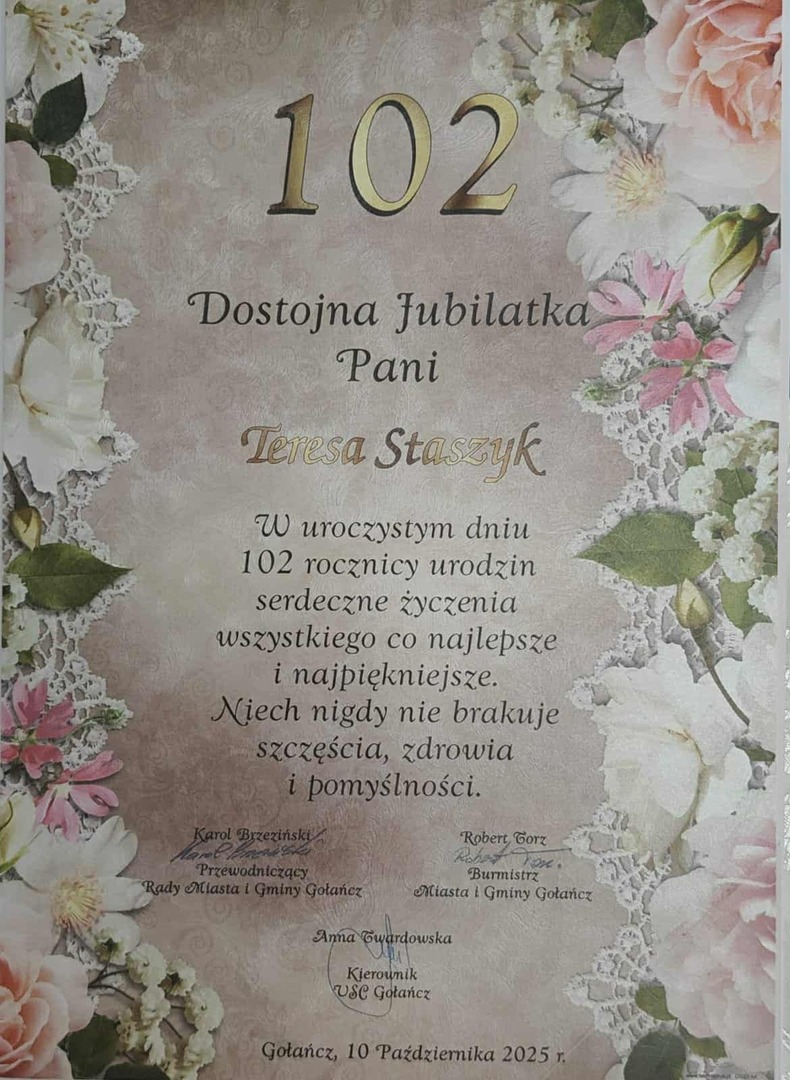 102
Dostojna Jubilatka
Pani
Teresa Staszyk
W uroczystym dniu
102 rocznicy urodzin
serdeczne życzenia
wszystkiego co najlepsze
i najpiękniejsze.
Niech nigdy nie brakuje
szczęścia, zdrowia
i pomyślności.
Karol Brzeziński
Przewodniczący
Rady Miasta i Gminy Gołańcz
Robert Torz
Burmistrz
Miasta i Gminy Gołańcz
Anna Twardowska
Kierownik
USC Gołańcz
Gołańcz, 10 Października 2025 r.